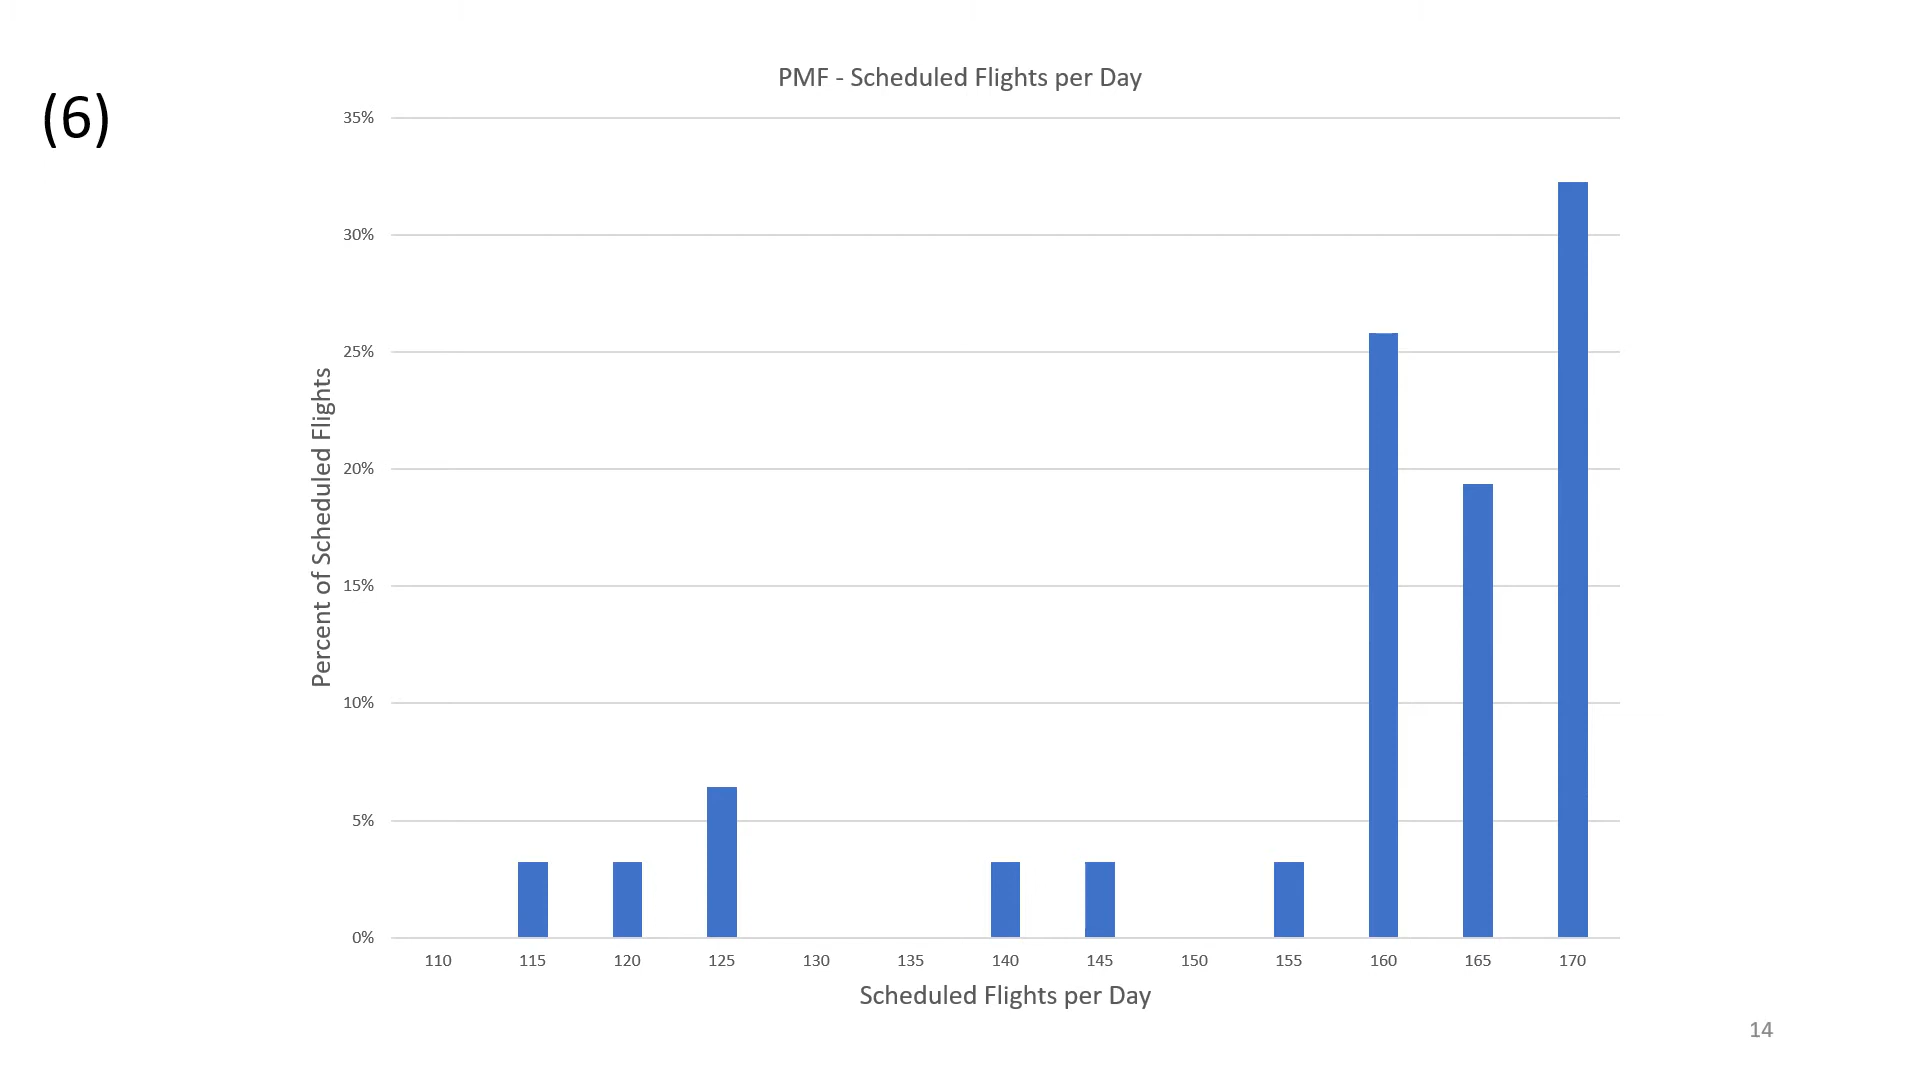 PMF - Scheduled Flights per Day
(6)
35%
30%
25%
20%
15%
10%
5%
0%
Percent of Scheduled Flights
110 115 120 125 130 135 140 145 150 155 160 165 170
Scheduled Flights per Day
14